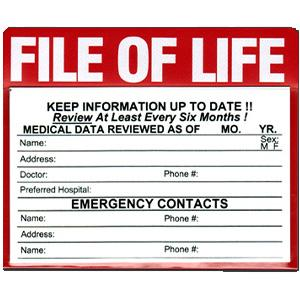 FILE OF LIFE
KEEP INFORMATION UP TO DATE !!
Review At Least Every Six Months !
MEDICAL DATA REVIEWED AS OF MO. YR.
Name: Sex:
M F
Address:
Doctor: Phone #:
Preferred Hospital:
EMERGENCY CONTACTS
Name: Phone #:
Address:
Name: Phone #:
Address: